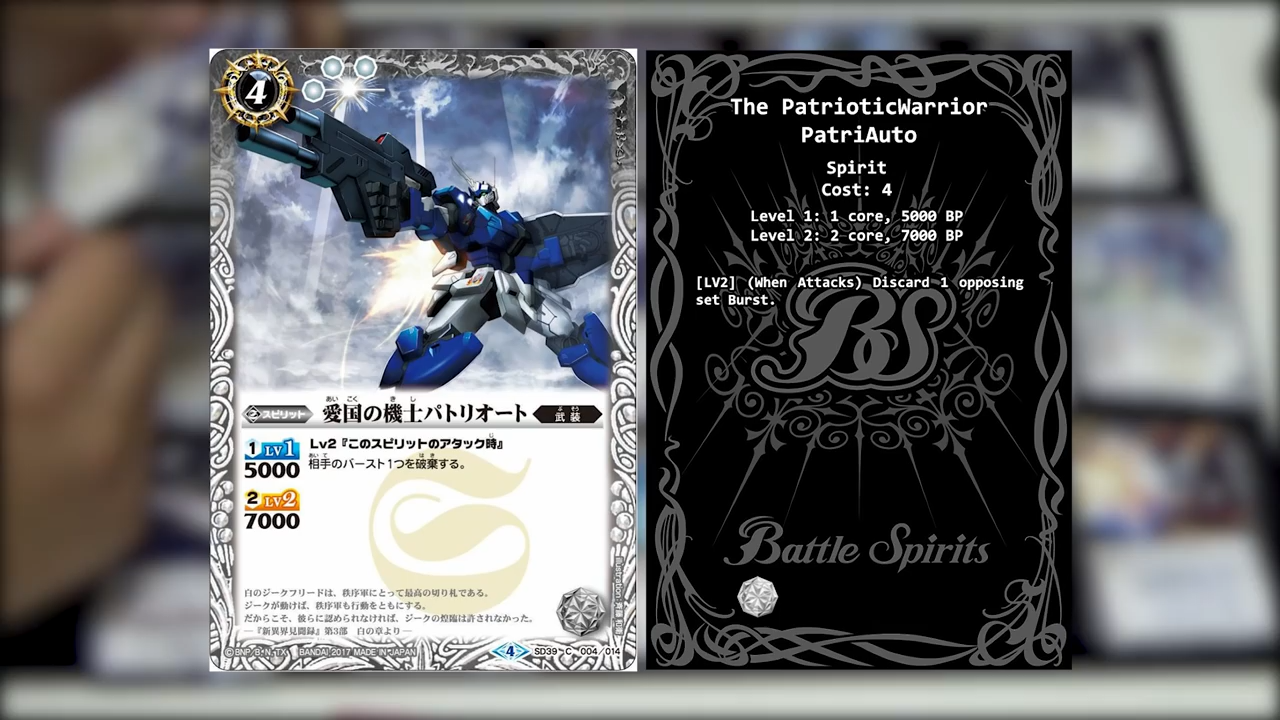 4
愛国の機士パトリオート
あいこく
きし
スピリット
武装
ぶそう
1 LV1
5000
2 LV2
7000
Lv2『このスピリットのアタック時』
相手のバースト1つを破棄する。
白のジークフリードは、秩序軍にとって最高の切り札である。
ジークが動けば、秩序軍も行動をともにする。
だからこそ、彼らに認められなければ、ジークの煌臨は許されなかった。
―『新異界見聞録』第3部 白の章より―
©BNP, B, N, TX BANDAI 2017 MADE IN JAPAN
4
SD39-C 004/014
The PatrioticWarrior
PatriAuto
Spirit
Cost: 4
Level 1: 1 core, 5000 BP
Level 2: 2 core, 7000 BP
[LV2] (When Attacks) Discard 1 opposing
set Burst.
BS
Battle Spirits